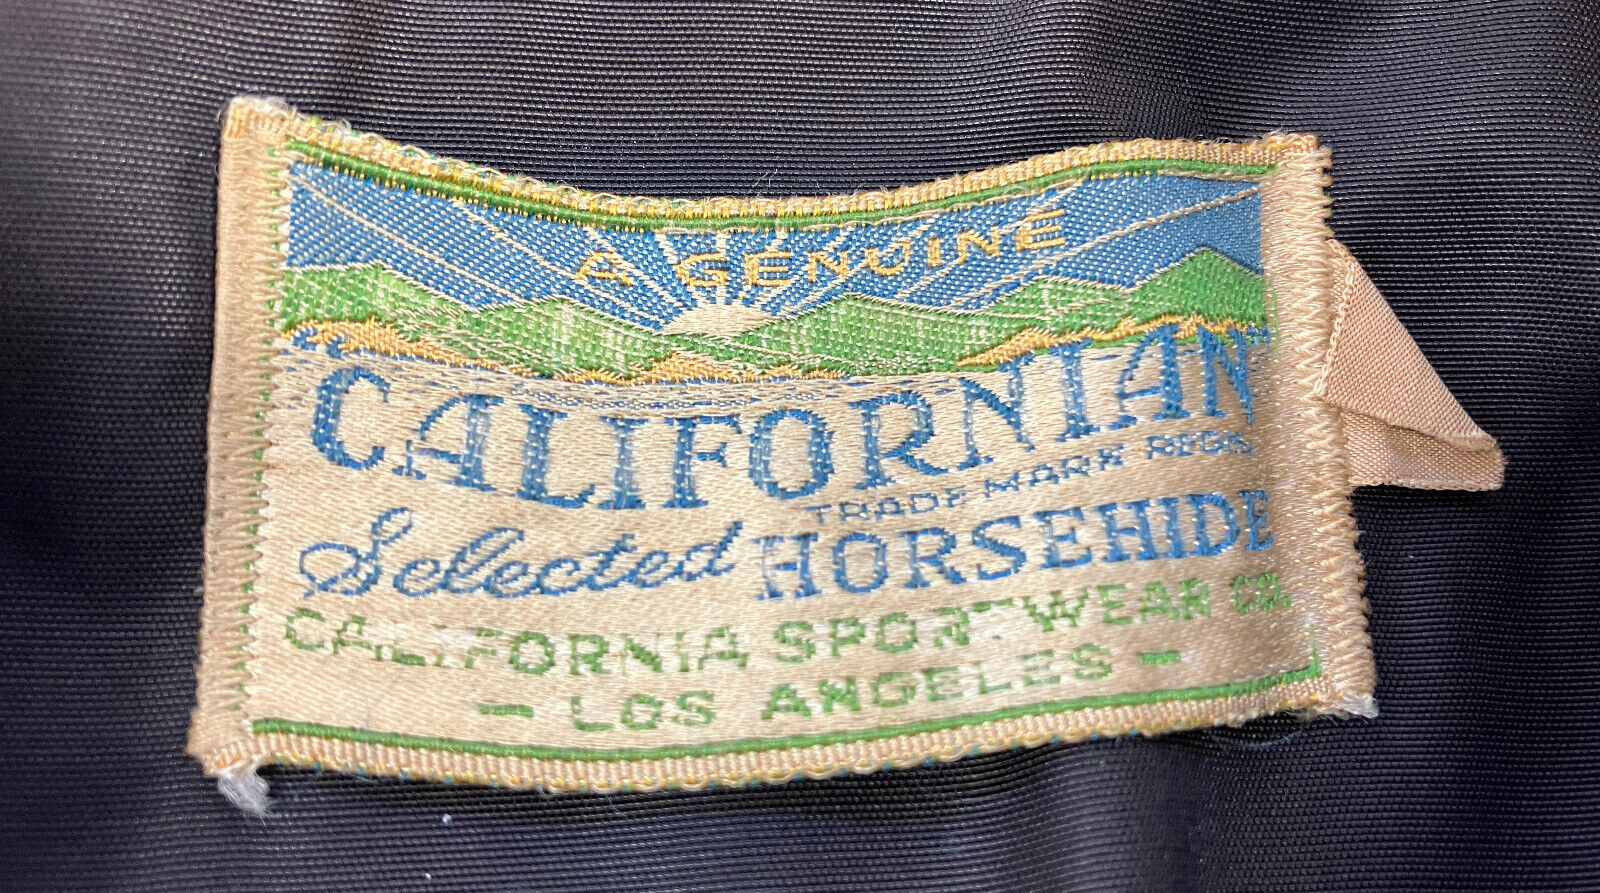 A GENUINE
CALIFORNIAN
TRADE MARK REGIS
Selected HORSEHIDE
CALIFORNIA SPORTWEAR CO.
- LOS ANGELES -